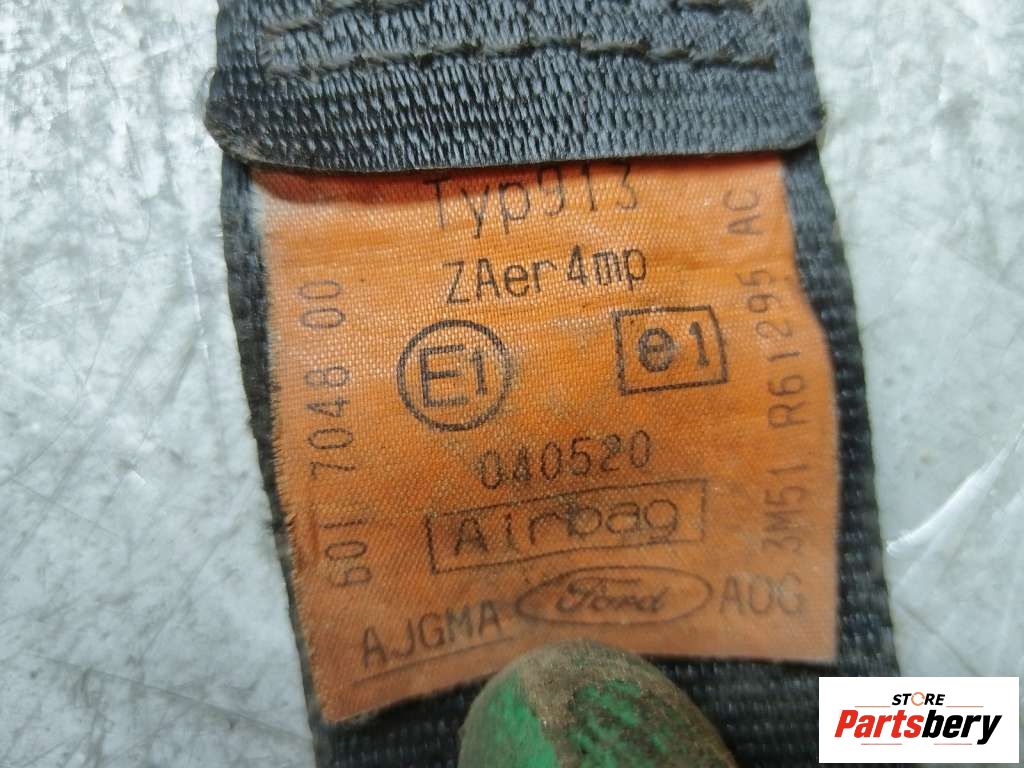 Typ913
ZAer4mp
E1
e1
040520
Airbag
AJGMA Ford AOG
601 7048 00
3M51 R61295 AC
STORE
Partsbery